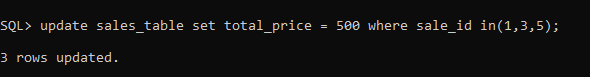 SQL> update sales_table set total_price = 500 where sale_id in(1,3,5);
3 rows updated.